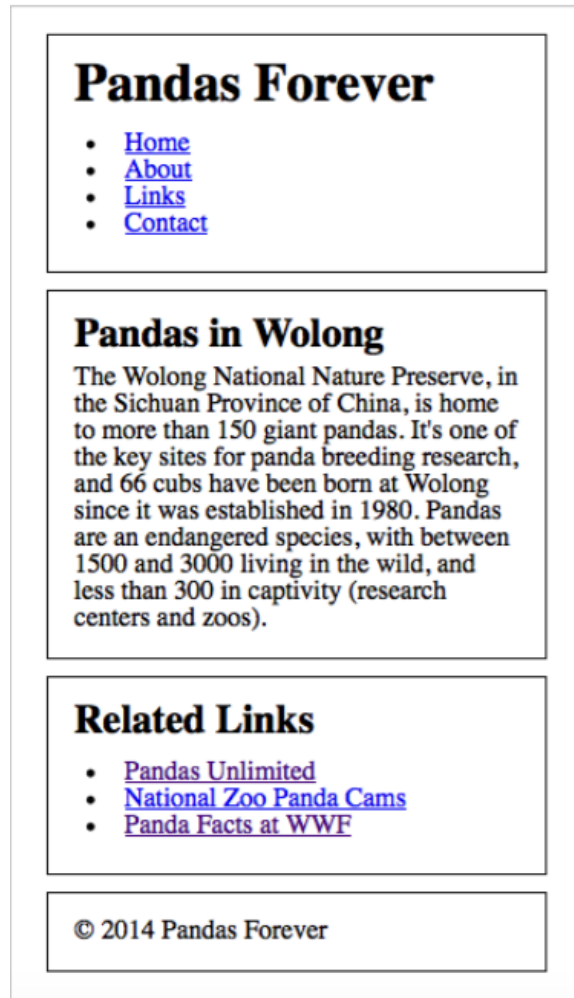 Pandas Forever
Home
About
Links
Contact
Pandas in Wolong
The Wolong National Nature Preserve, in
the Sichuan Province of China, is home
to more than 150 giant pandas. It's one of
the key sites for panda breeding research,
and 66 cubs have been born at Wolong
since it was established in 1980. Pandas
are an endangered species, with between
1500 and 3000 living in the wild, and
less than 300 in captivity (research
centers and zoos).
Related Links
Pandas Unlimited
National Zoo Panda Cams
Panda Facts at WWF
© 2014 Pandas Forever